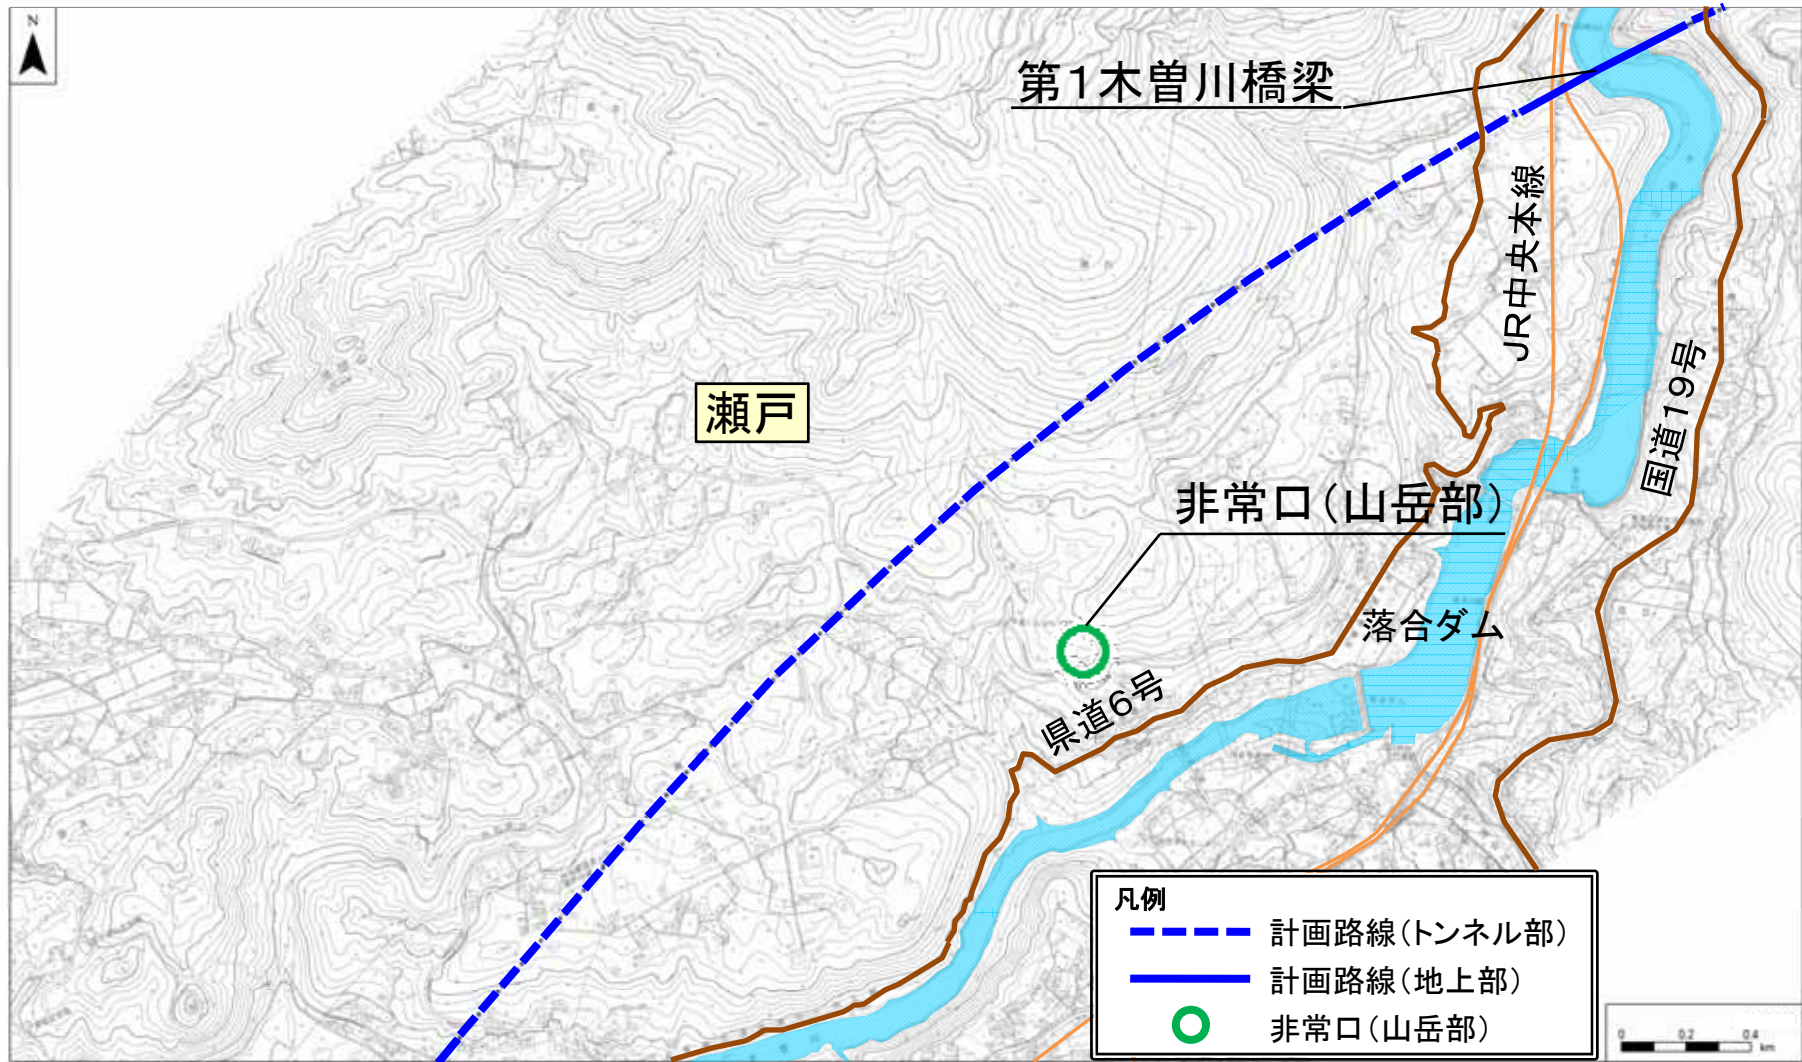 N
第1木曽川橋梁
JR中央本線
国道19号
瀬戸
非常口(山岳部)
落合ダム
県道6号
凡例
計画路線(トンネル部)
計画路線(地上部)
非常口(山岳部)
0 0.2 0.4
km